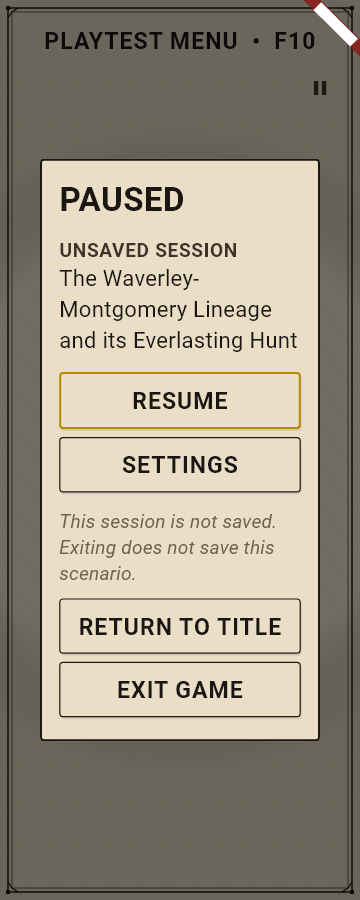 PLAYTEST MENU • F10
PAUSED
UNSAVED SESSION
The Waverley-
Montgomery Lineage
and its Everlasting Hunt
RESUME
SETTINGS
This session is not saved.
Exiting does not save this
scenario.
RETURN TO TITLE
EXIT GAME